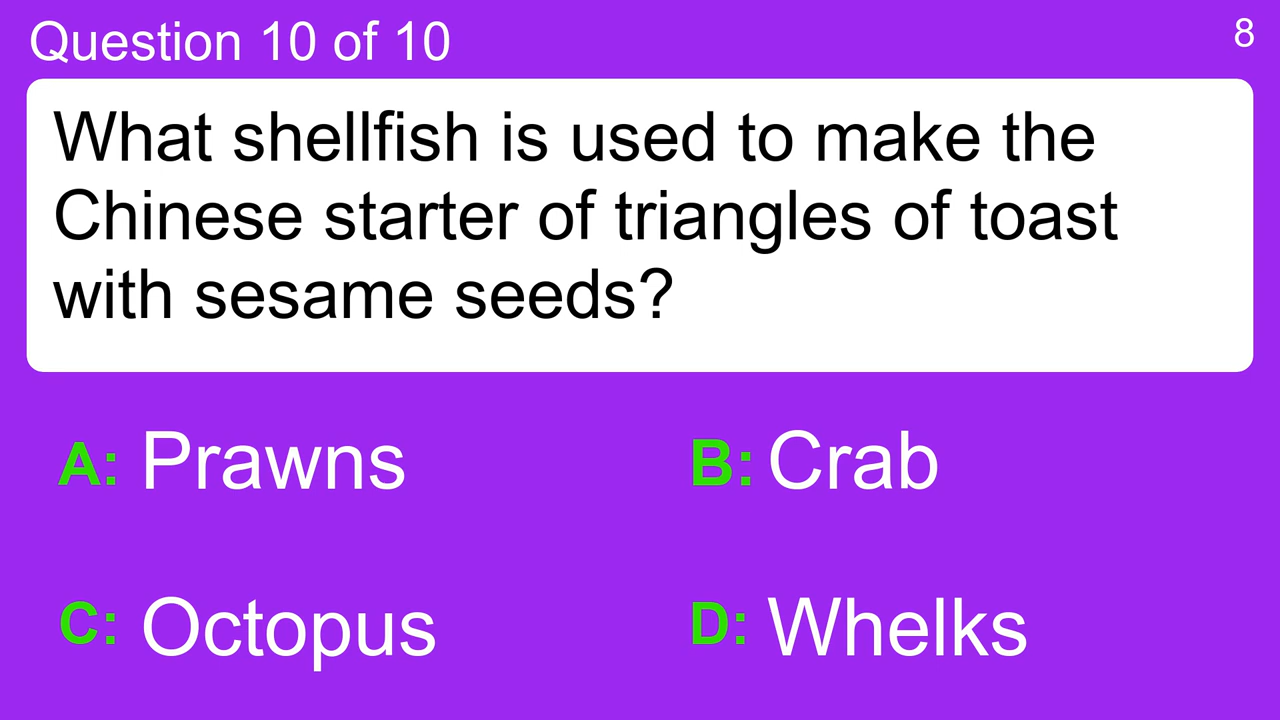 Question 10 of 10
8
What shellfish is used to make the
Chinese starter of triangles of toast
with sesame seeds?
A: Prawns
B: Crab
C: Octopus
D: Whelks